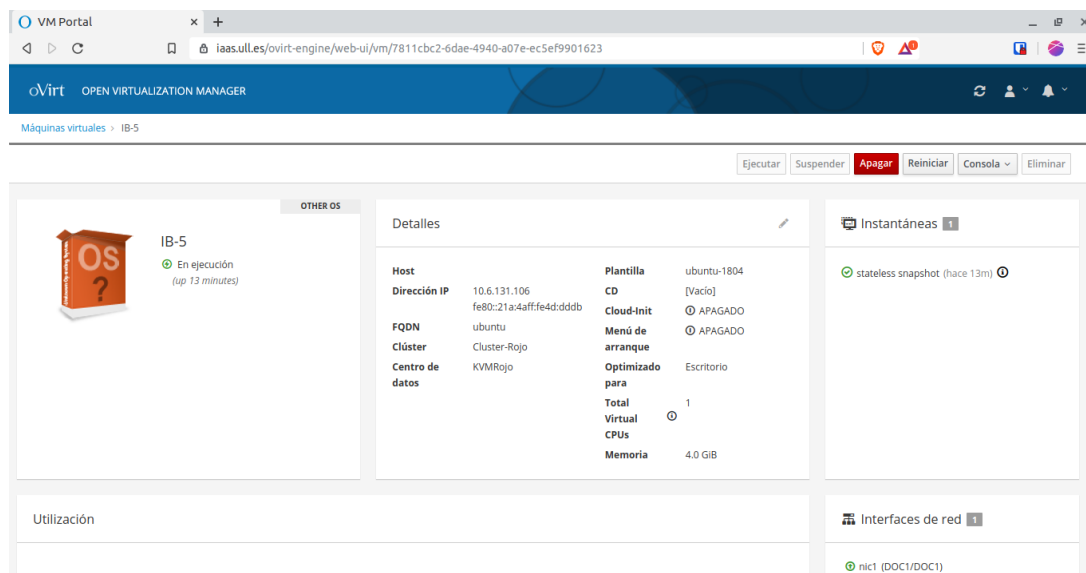 VM Portal
iaas.ull.es/ovirt-engine/web-ui/vm/7811cbc2-6dae-4940-a07e-ec5ef9901623
oVirt OPEN VIRTUALIZATION MANAGER
Máquinas virtuales > IB-5
Ejecutar Suspender Apagar Reiniciar Consola Eliminar
OTHER OS
OS
?
IB-5
En ejecución
(up 13 minutes)
Detalles
Host
Dirección IP 10.6.131.106
fe80::21a:4aff:fe4d:dddb
FQDN ubuntu
Clúster Cluster-Rojo
Centro de KVMRojo
datos
Plantilla ubuntu-1804
CD [Vacío]
Cloud-Init APAGADO
Menú de APAGADO
arranque
Optimizado Escritorio
para
Total 1
Virtual
CPUs
Memoria 4.0 GiB
Instantáneas 1
stateless snapshot (hace 13m)
Utilización
Interfaces de red 1
nic1 (DOC1/DOC1)